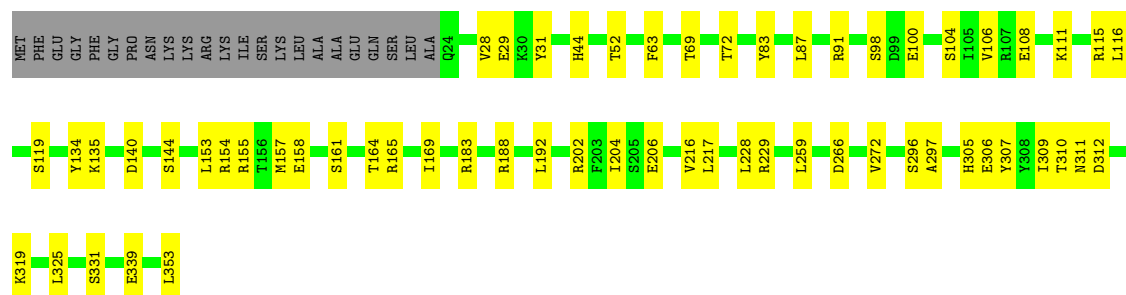 MET PHE GLU GLY PHE GLY PRO ASN LYS LYS ARG LYS ILE SER LYS LEU ALA ALA GLU GLN SER LEU ALA Q24 V28 E29 K30 Y31 H44 T52 F63 T69 T72 Y83 L87 R91 S98 D99 E100 S104 I105 V106 R107 E108 K111 R115 L116
S119 Y134 K135 D140 S144 L153 R154 R155 T156 M157 E158 S161 T164 R165 I169 R183 R188 L192 R202 F203 I204 S205 E206 V216 L217 L228 R229 L259 D266 V272 S296 A297 H305 E306 Y307 Y308 I309 T310 N311 D312
K319 L325 S331 E339 L353